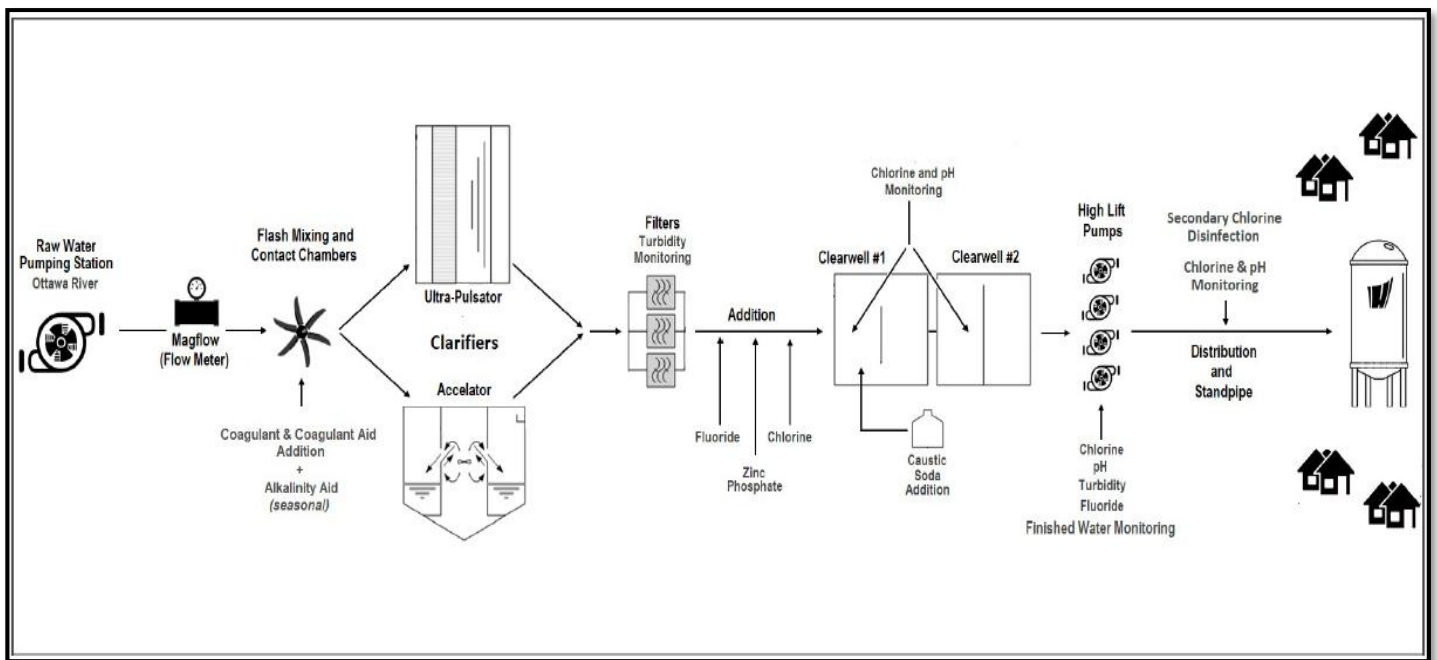 Raw Water
Pumping Station
Ottawa River
Magflow
(Flow Meter)
Flash Mixing and
Contact Chambers
Coagulant & Coagulant Aid
Addition
+
Alkalinity Aid
(seasonal)
Ultra-Pulsator
Clarifiers
Accelator
Filters
Turbidity
Monitoring
Addition
Fluoride
Zinc
Phosphate
Chlorine
Chlorine and pH
Monitoring
Clearwell #1
Clearwell #2
Caustic
Soda
Addition
High Lift
Pumps
Chlorine
pH
Turbidity
Fluoride
Finished Water Monitoring
Secondary Chlorine
Disinfection
Chlorine & pH
Monitoring
Distribution
and
Standpipe